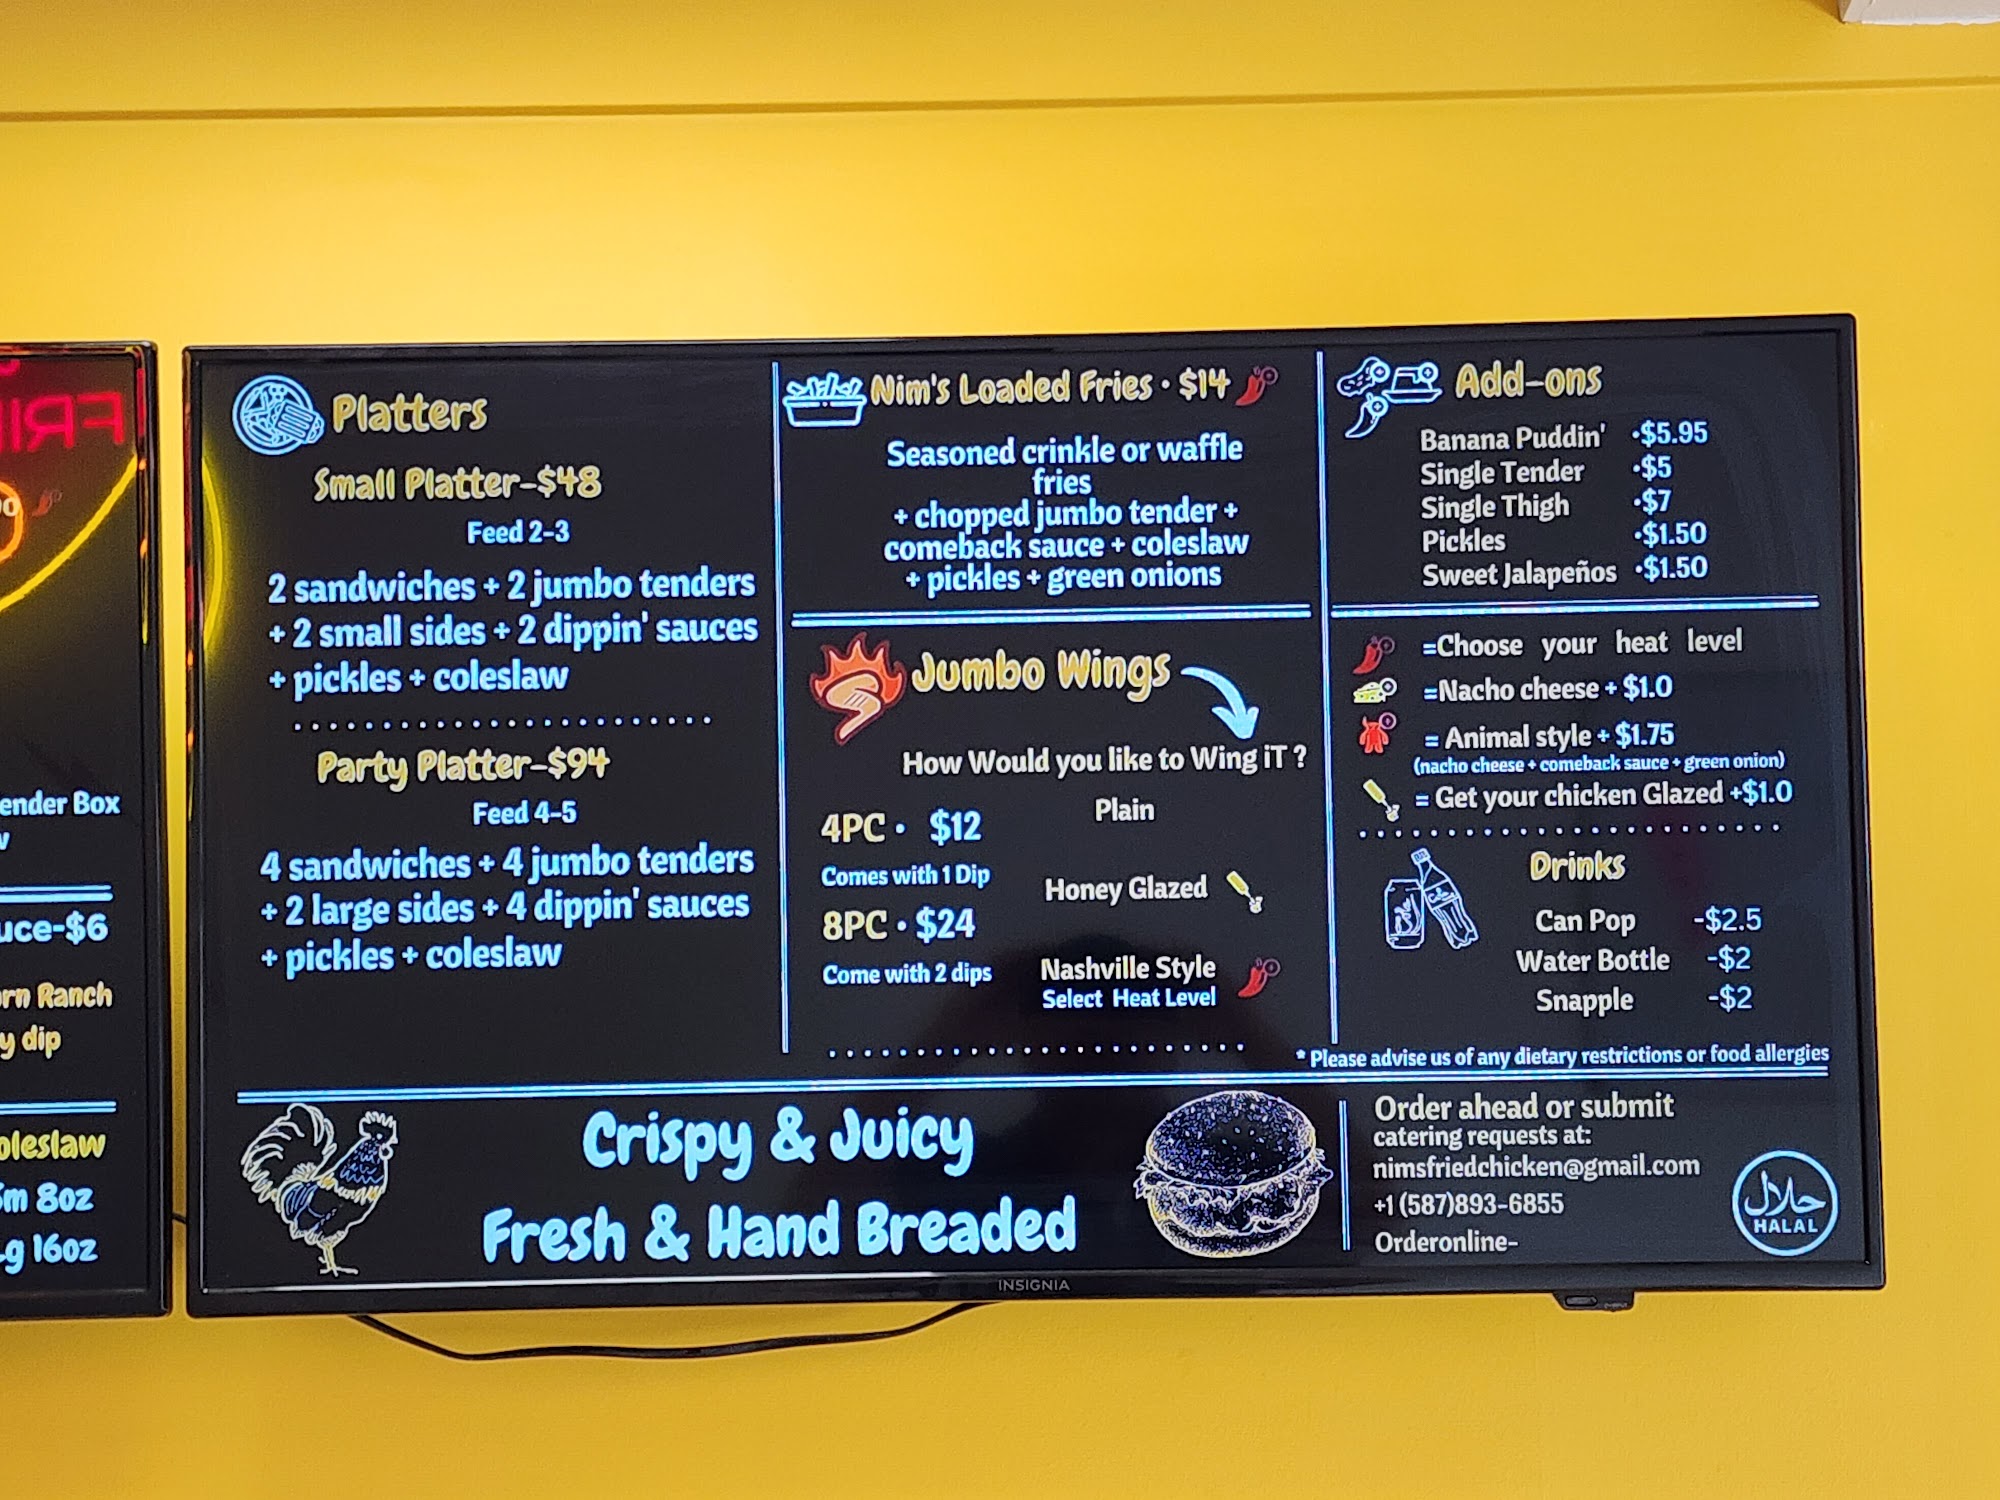 FRI
ender Box
uce-$6
rn Ranch
y dip
oleslaw
Sm 8oz
Lg 16oz
Platters
Small Platter-$48
Feed 2-3
2 sandwiches + 2 jumbo tenders
+ 2 small sides + 2 dippin' sauces
+ pickles + coleslaw
Party Platter-$94
Feed 4-5
4 sandwiches + 4 jumbo tenders
+ 2 large sides + 4 dippin' sauces
+ pickles + coleslaw
Nim's Loaded Fries · $14
Seasoned crinkle or waffle
fries
+ chopped jumbo tender +
comeback sauce + coleslaw
+ pickles + green onions
Jumbo Wings
How Would you like to Wing iT ?
4PC · $12
Comes with 1 Dip
8PC · $24
Come with 2 dips
Plain
Honey Glazed
Nashville Style
Select Heat Level
Add-ons
Banana Puddin' ·$5.95
Single Tender ·$5
Single Thigh ·$7
Pickles ·$1.50
Sweet Jalapeños ·$1.50
=Choose your heat level
=Nacho cheese + $1.0
= Animal style + $1.75
(nacho cheese + comeback sauce + green onion)
= Get your chicken Glazed +$1.0
Drinks
Can Pop -$2.5
Water Bottle -$2
Snapple -$2
* Please advise us of any dietary restrictions or food allergies
Crispy & Juicy
Fresh & Hand Breaded
Order ahead or submit
catering requests at:
nimsfriedchicken@gmail.com
+1 (587)893-6855
Orderonline-
حلال
HALAL
INSIGNIA